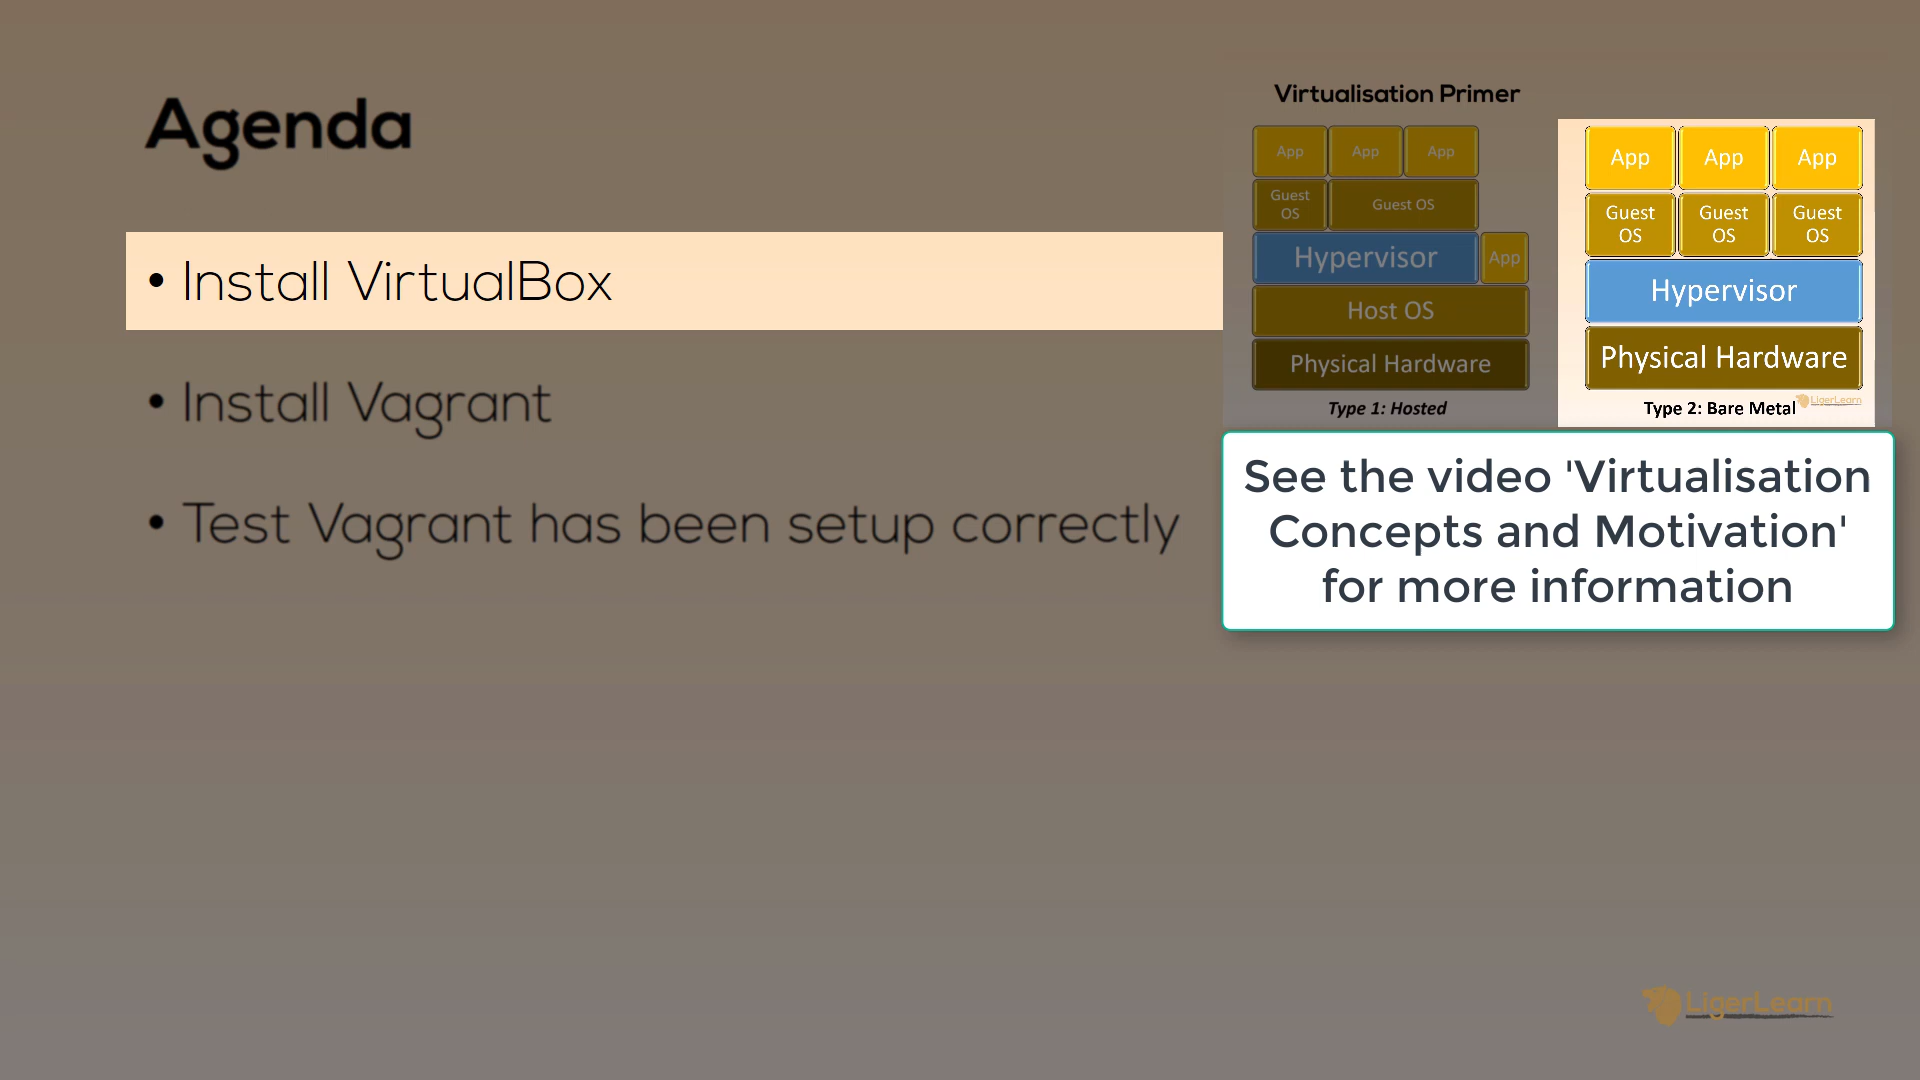 Agenda
• Install VirtualBox
• Install Vagrant
• Test Vagrant has been setup correctly
Virtualisation Primer
App App App
Guest OS Guest OS
Hypervisor App
Host OS
Physical Hardware
Type 1: Hosted
App App App
Guest OS Guest OS Guest OS
Hypervisor
Physical Hardware
Type 2: Bare Metal
LigerLearn
See the video 'Virtualisation
Concepts and Motivation'
for more information
LigerLearn